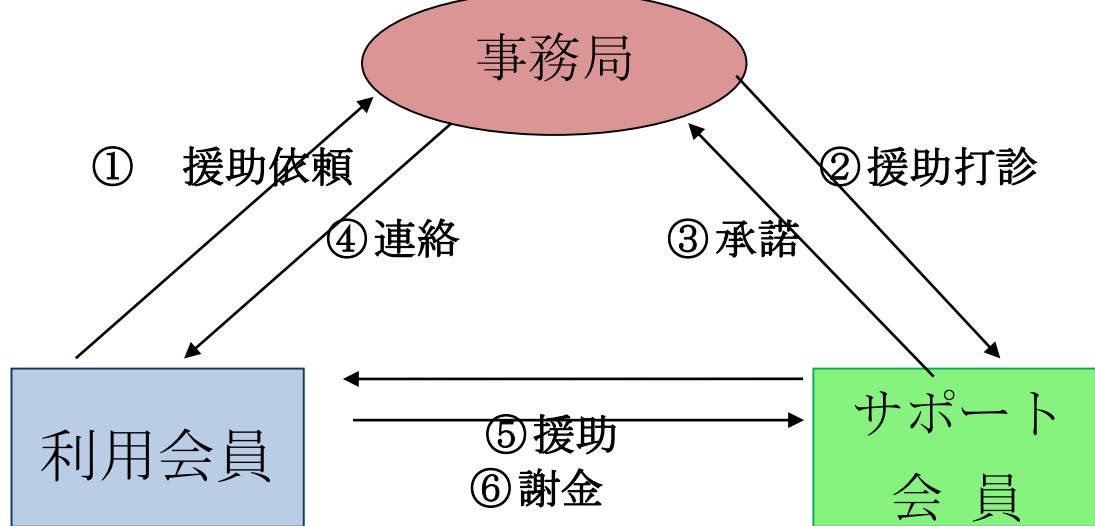 事務局
①　援助依頼
②援助打診
④連絡
③承諾
⑤援助
⑥謝金
利用会員
サポート
会 員